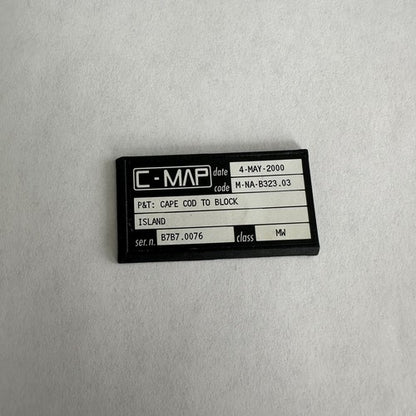 C-MAP date 4-MAY-2000
code M-NA-B323.03
P&T: CAPE COD TO BLOCK
ISLAND
ser.n. B7B7.0076 class MW